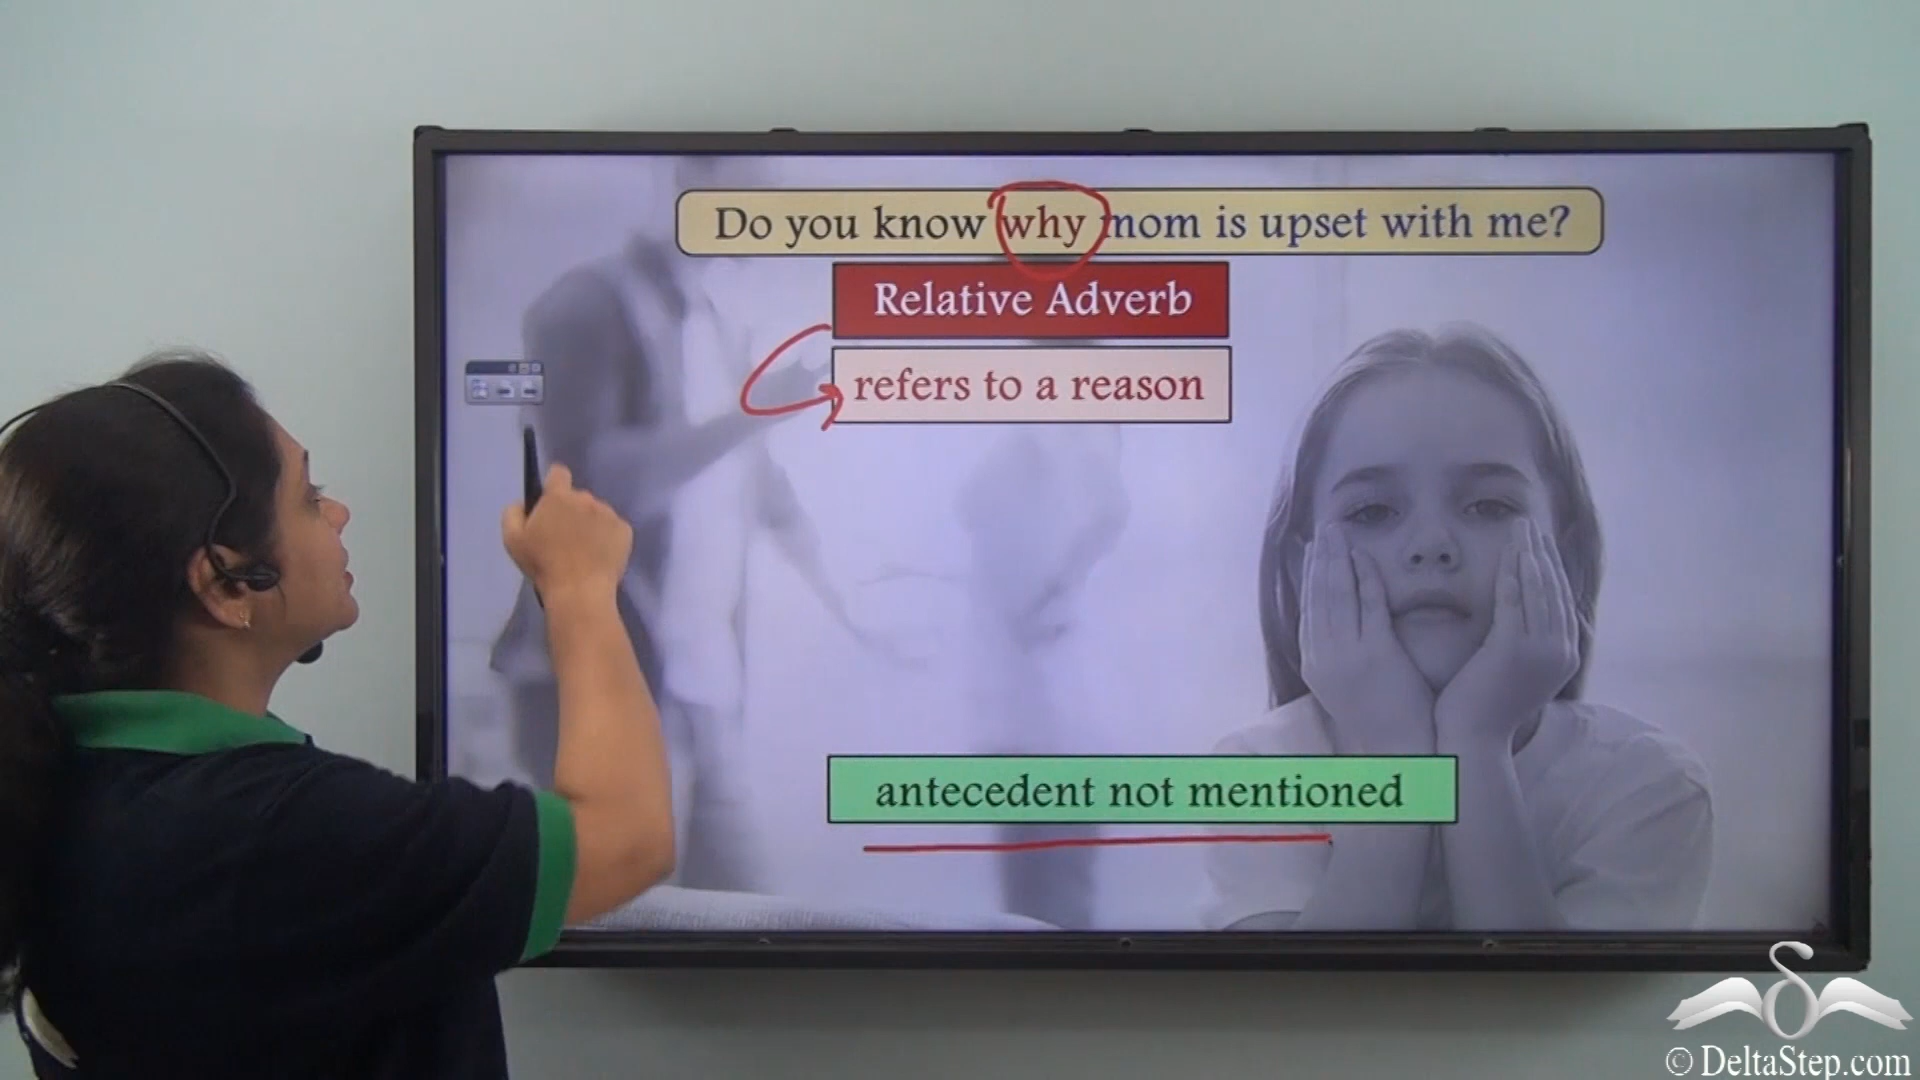 Do you know why mom is upset with me?
Relative Adverb
refers to a reason
antecedent not mentioned
© DeltaStep.com